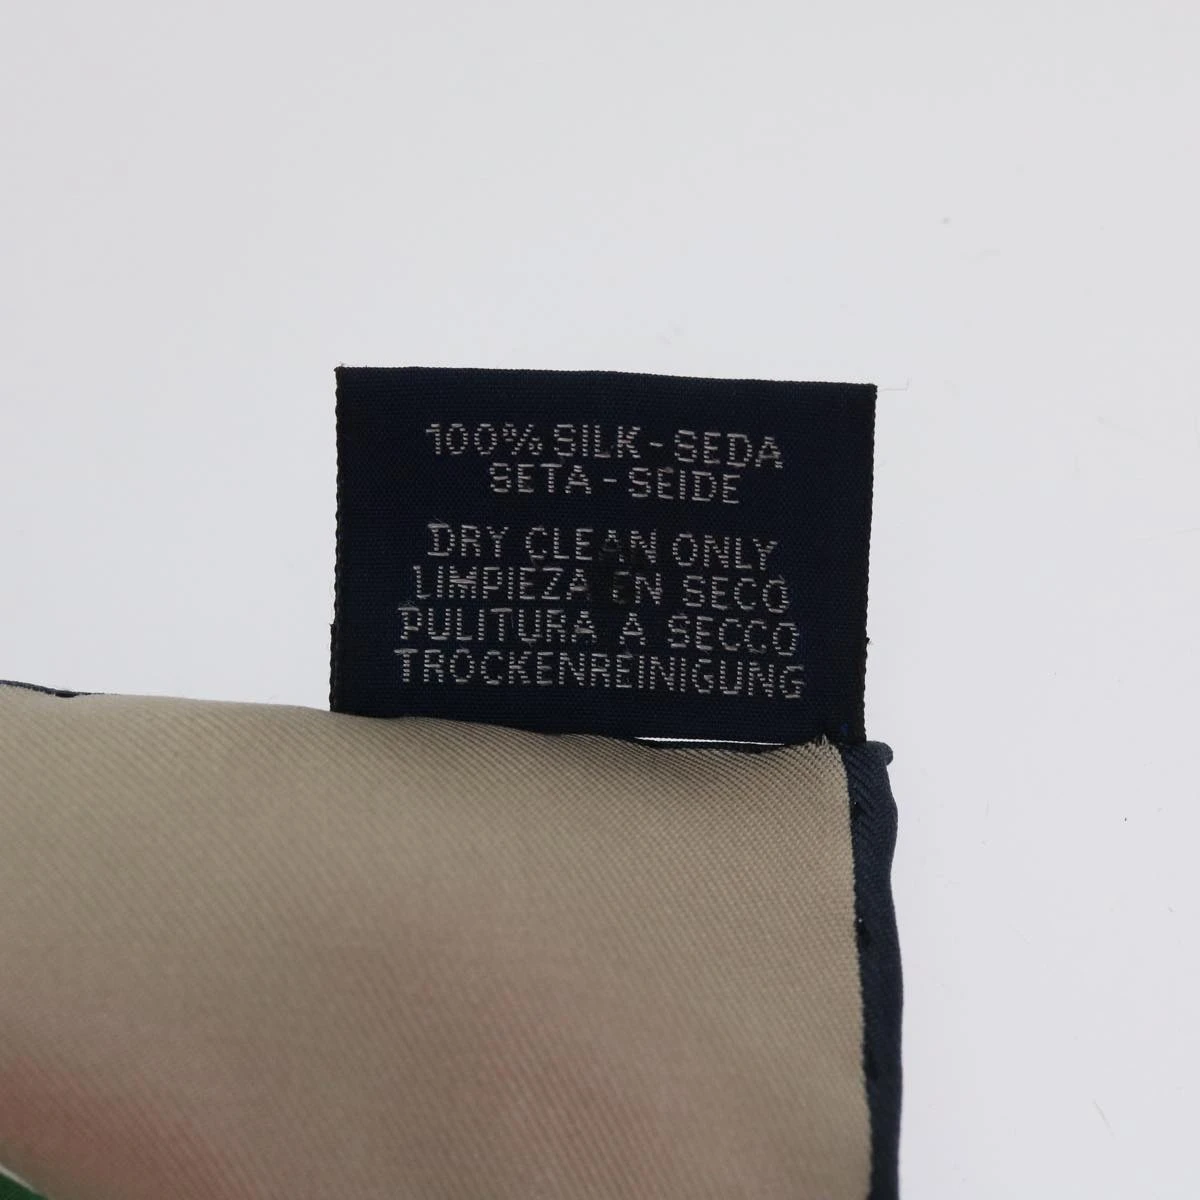 100% SILK - SEDA
SETA - SEIDE
DRY CLEAN ONLY
LIMPIEZA EN SECO
PULITURA A SECCO
TROCKENREINIGUNG